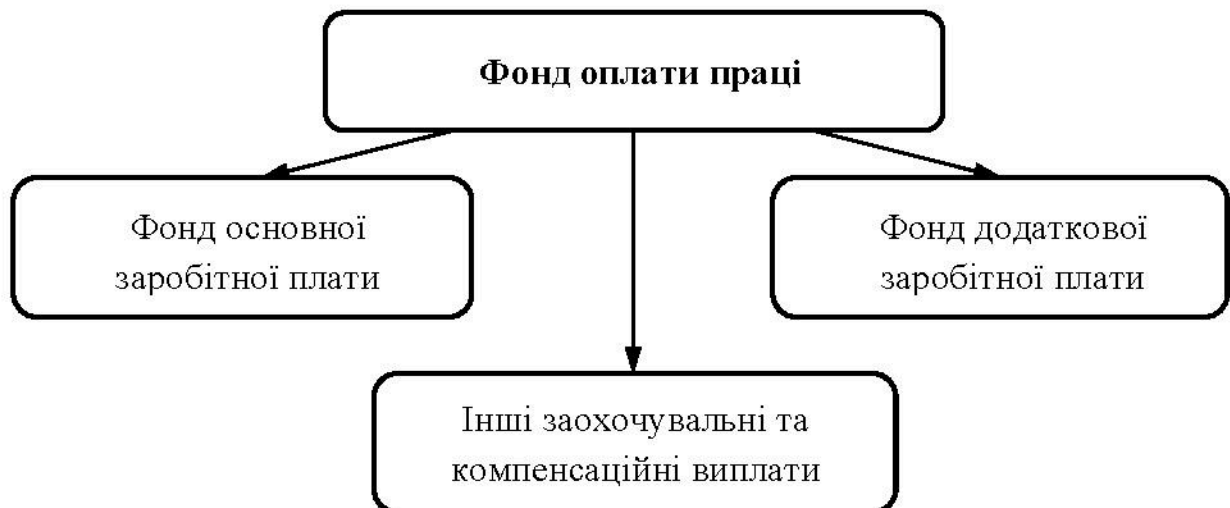 Фонд оплати праці
Фонд основної
заробітної плати
Фонд додаткової
заробітної плати
Інші заохочувальні та
компенсаційні виплати